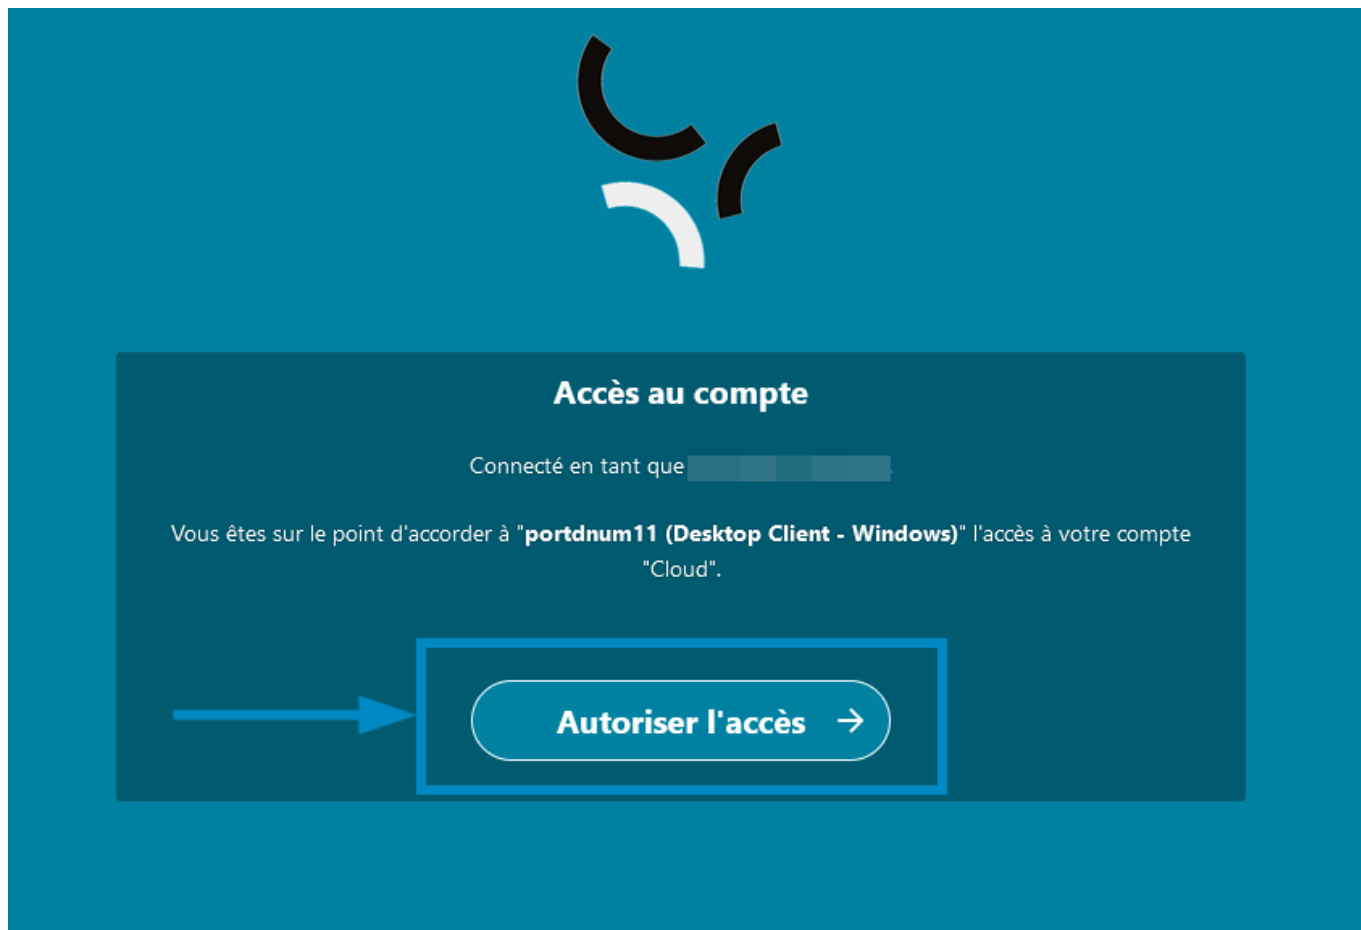 Accès au compte
Connecté en tant que
Vous êtes sur le point d'accorder à "portdnum11 (Desktop Client - Windows)" l'accès à votre compte
"Cloud".
Autoriser l'accès